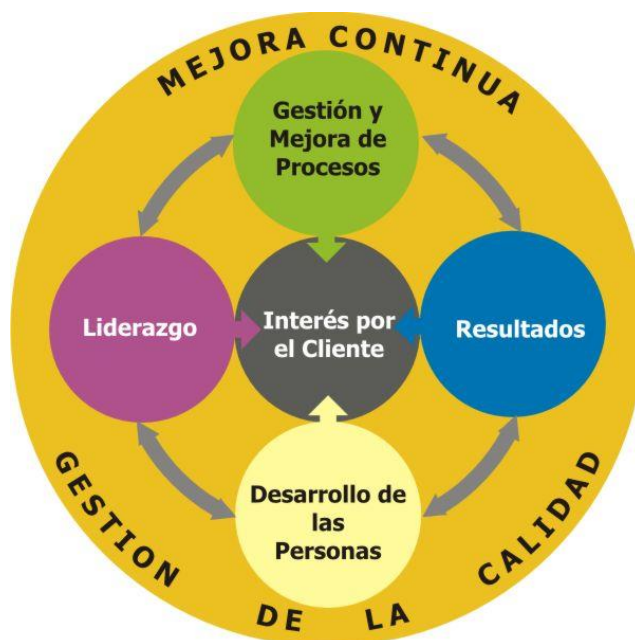 MEJORA CONTINUA
Gestión y
Mejora de
Procesos
Liderazgo
Interés por
el Cliente
Resultados
Desarrollo de
las
Personas
GESTION DE LA CALIDAD